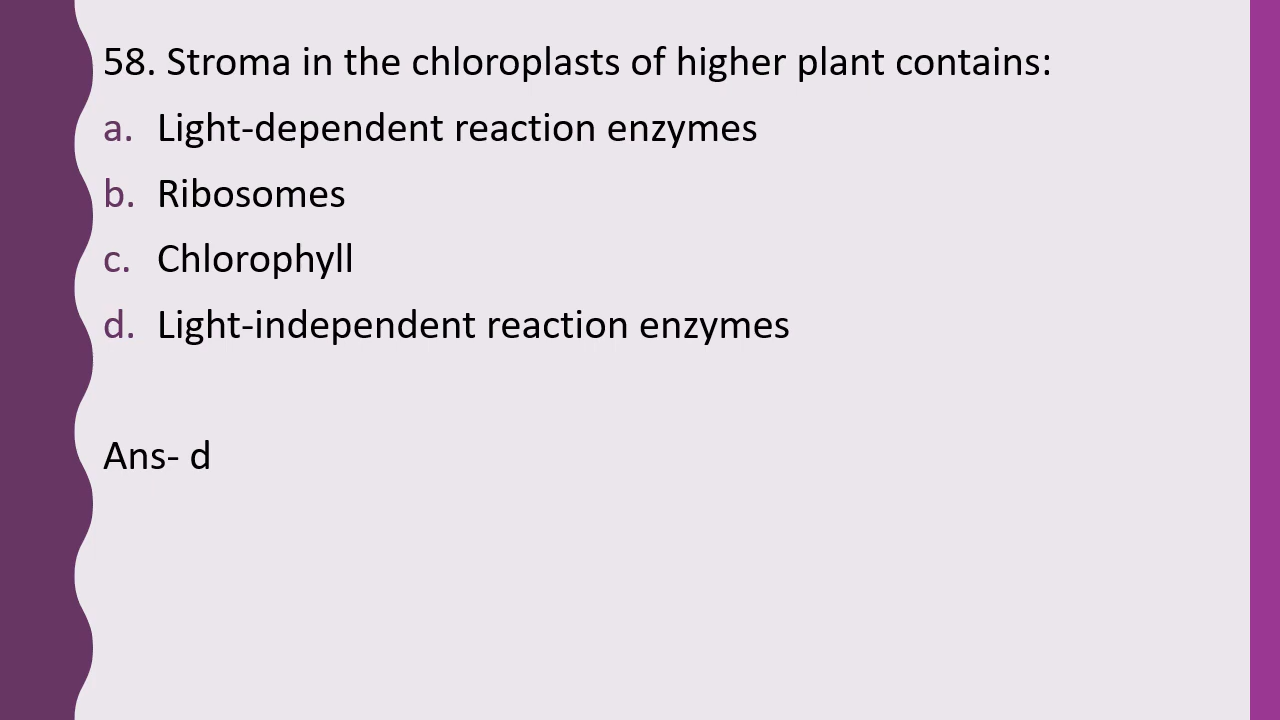 58. Stroma in the chloroplasts of higher plant contains:
a. Light-dependent reaction enzymes
b. Ribosomes
c. Chlorophyll
d. Light-independent reaction enzymes
Ans- d